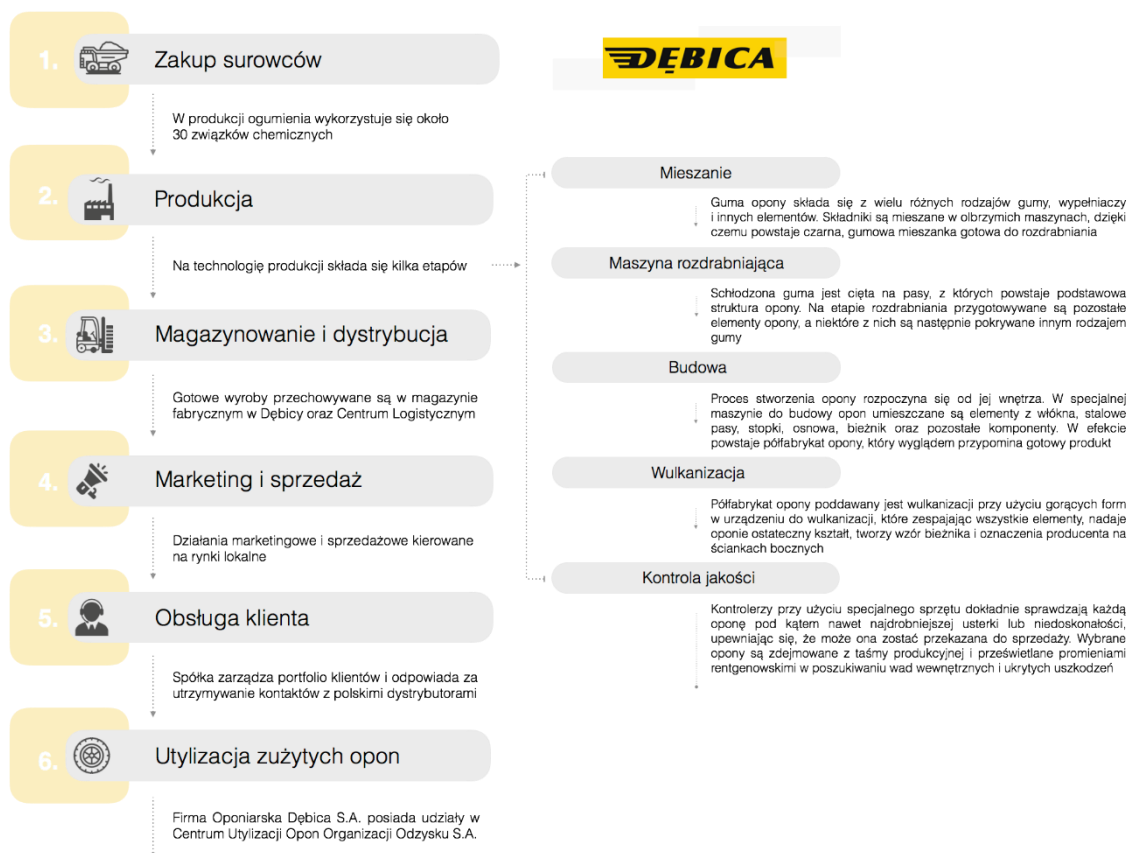 1.
Zakup surowców
W produkcji ogumienia wykorzystuje się około
30 związków chemicznych
2.
Produkcja
Na technologię produkcji składa się kilka etapów
3.
Magazynowanie i dystrybucja
Gotowe wyroby przechowywane są w magazynie
fabrycznym w Dębicy oraz Centrum Logistycznym
4.
Marketing i sprzedaż
Działania marketingowe i sprzedażowe kierowane
na rynki lokalne
5.
Obsługa klienta
Spółka zarządza portfolio klientów i odpowiada za
utrzymywanie kontaktów z polskimi dystrybutorami
6.
Utylizacja zużytych opon
Firma Oponiarska Dębica S.A. posiada udziały w
Centrum Utylizacji Opon Organizacji Odzysku S.A.
DĘBICA
Mieszanie
Guma opony składa się z wielu różnych rodzajów gumy, wypełniaczy
i innych elementów. Składniki są mieszane w olbrzymich maszynach, dzięki
czemu powstaje czarna, gumowa mieszanka gotowa do rozdrabniania
Maszyna rozdrabniająca
Schłodzona guma jest cięta na pasy, z których powstaje podstawowa
struktura opony. Na etapie rozdrabniania przygotowywane są pozostałe
elementy opony, a niektóre z nich są następnie pokrywane innym rodzajem
gumy
Budowa
Proces stworzenia opony rozpoczyna się od jej wnętrza. W specjalnej
maszynie do budowy opon umieszczane są elementy z włókna, stalowe
pasy, stopki, osnowa, bieżnik oraz pozostałe komponenty. W efekcie
powstaje półfabrykat opony, który wyglądem przypomina gotowy produkt
Wulkanizacja
Półfabrykat opony poddawany jest wulkanizacji przy użyciu gorących form
w urządzeniu do wulkanizacji, które zespajając wszystkie elementy, nadaje
oponie ostateczny kształt, tworzy wzór bieżnika i oznaczenia producenta na
ściankach bocznych
Kontrola jakości
Kontrolerzy przy użyciu specjalnego sprzętu dokładnie sprawdzają każdą
oponę pod kątem nawet najdrobniejszej usterki lub niedoskonałości,
upewniając się, że może ona zostać przekazana do sprzedaży. Wybrane
opony są zdejmowane z taśmy produkcyjnej i prześwietlane promieniami
rentgenowskimi w poszukiwaniu wad wewnętrznych i ukrytych uszkodzeń